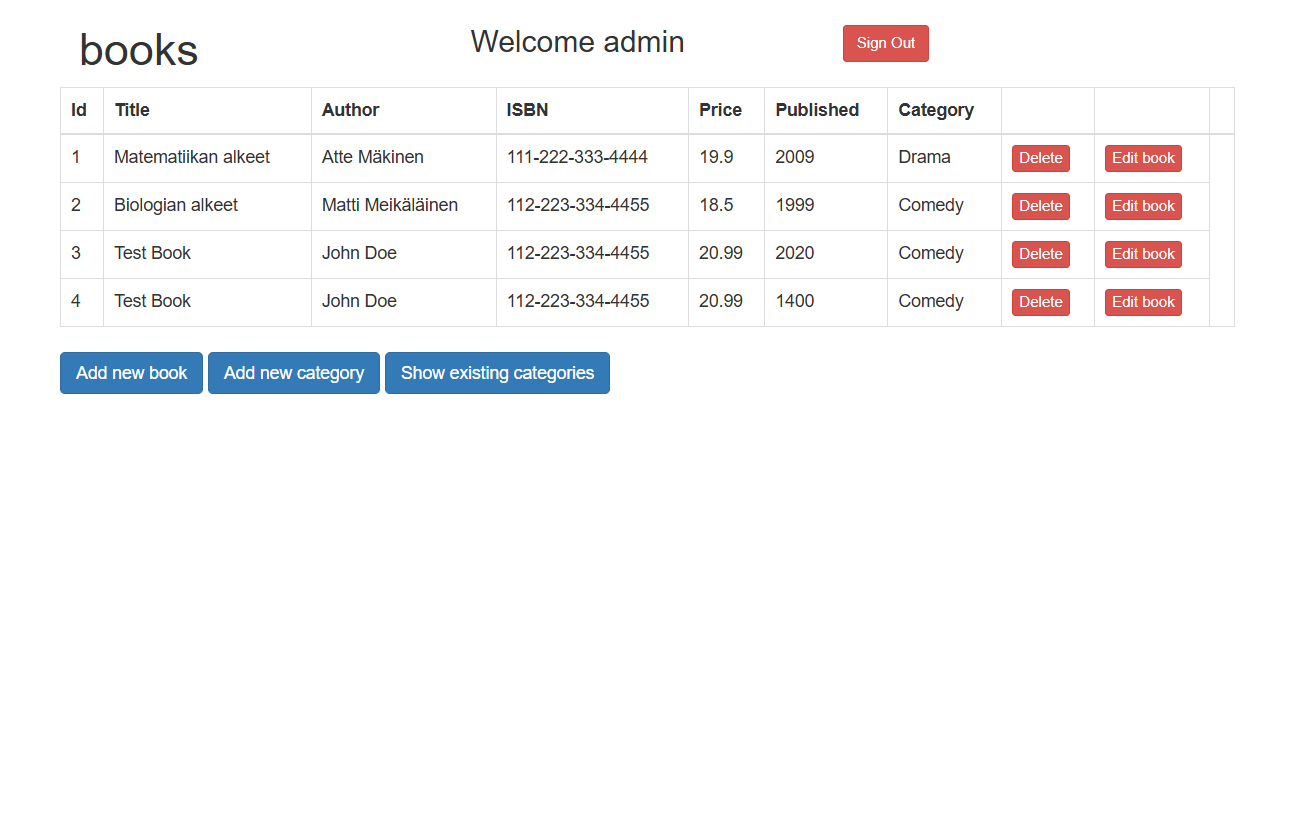 books Welcome admin Sign Out
Id Title Author ISBN Price Published Category
1 Matematiikan alkeet Atte Mäkinen 111-222-333-4444 19.9 2009 Drama Delete Edit book
2 Biologian alkeet Matti Meikäläinen 112-223-334-4455 18.5 1999 Comedy Delete Edit book
3 Test Book John Doe 112-223-334-4455 20.99 2020 Comedy Delete Edit book
4 Test Book John Doe 112-223-334-4455 20.99 1400 Comedy Delete Edit book
Add new book Add new category Show existing categories